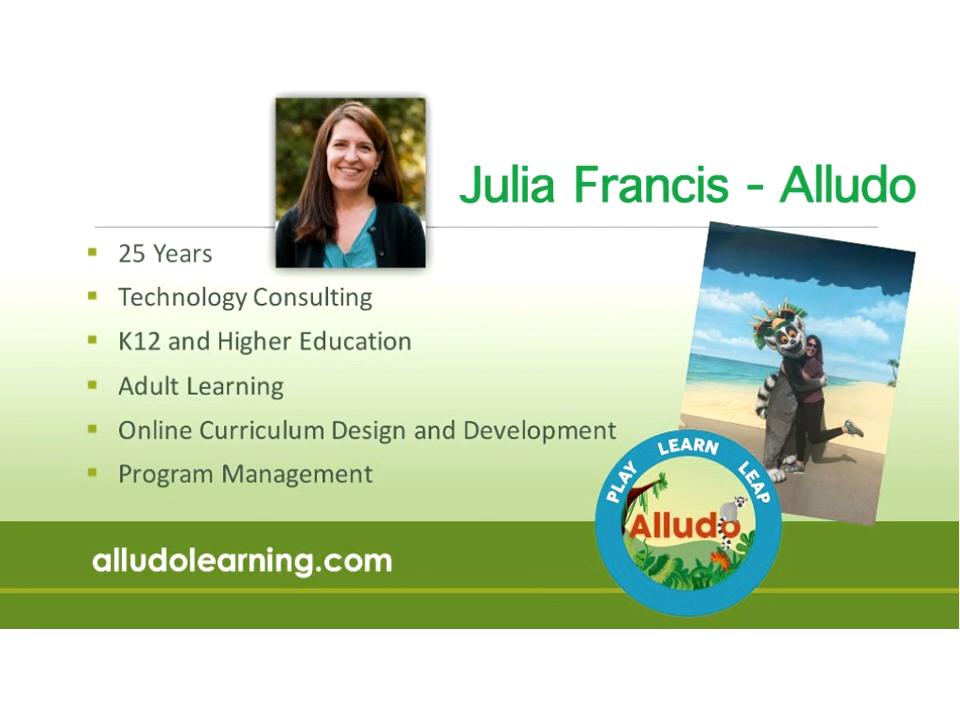 Julia Francis - Alludo
25 Years
Technology Consulting
K12 and Higher Education
Adult Learning
Online Curriculum Design and Development
Program Management
PLAY LEARN LEAP
Alludo
alludolearning.com